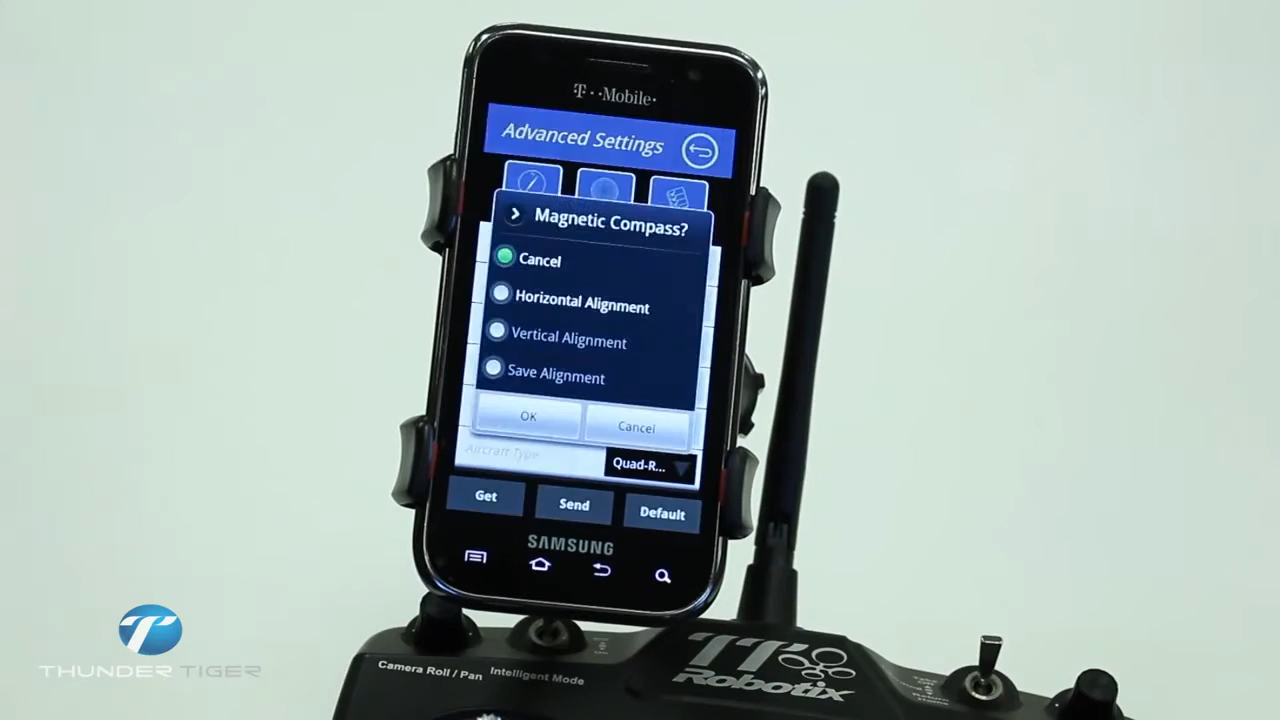 T··Mobile·
Advanced Settings
Magnetic Compass?
Cancel
Horizontal Alignment
Vertical Alignment
Save Alignment
OK
Cancel
Aircraft Type
Quad-R...
Get
Send
Default
SAMSUNG
THUNDER TIGER
Camera Roll / Pan
Intelligent Mode
TT
Robotix